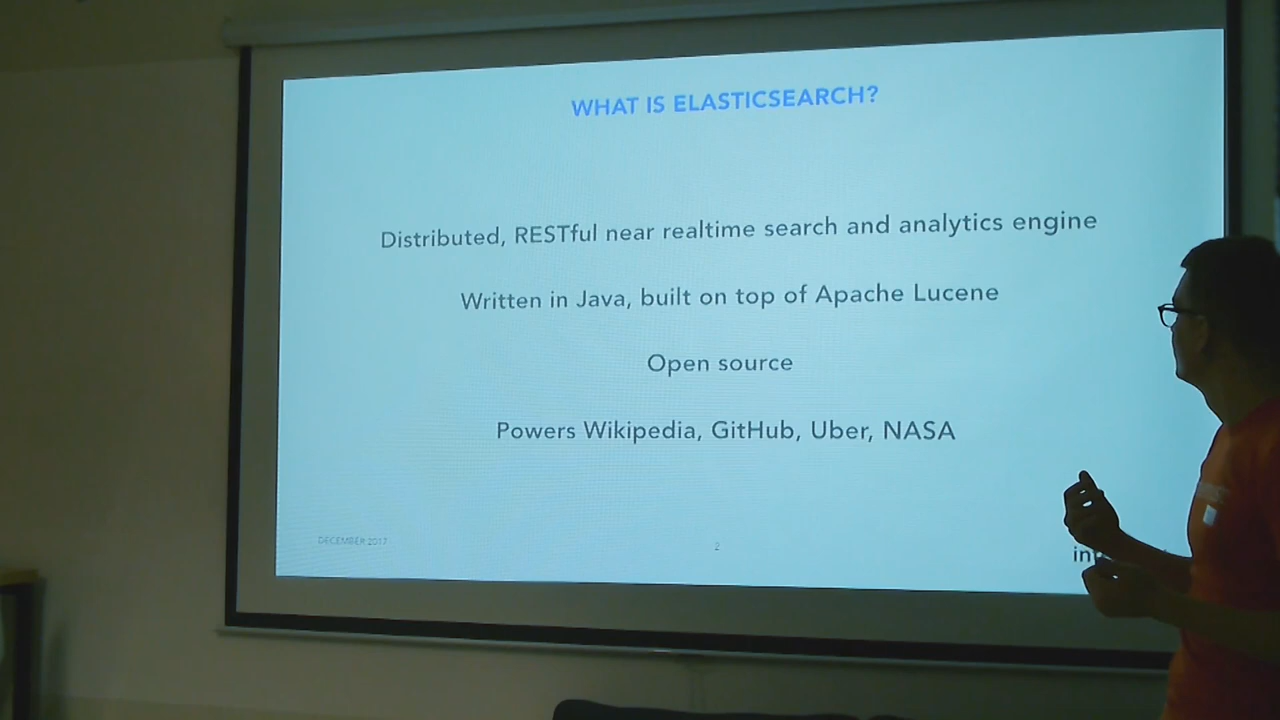 WHAT IS ELASTICSEARCH?
Distributed, RESTful near realtime search and analytics engine
Written in Java, built on top of Apache Lucene
Open source
Powers Wikipedia, GitHub, Uber, NASA
DECEMBER 2017
2